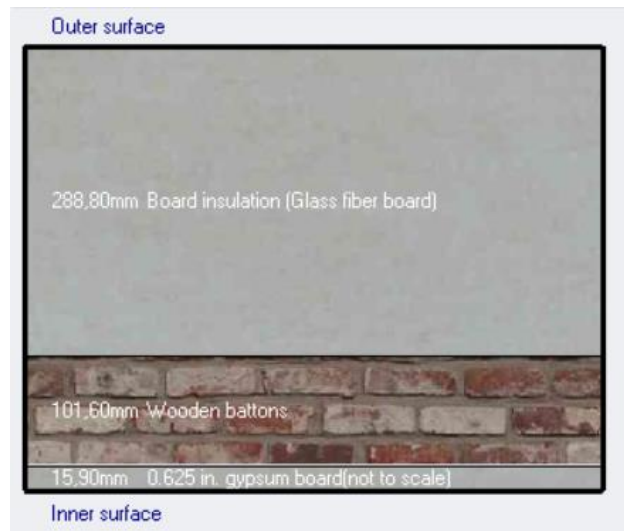 Outer surface
288,80mm Board insulation (Glass fiber board)
101,60mm Wooden battons
15,90mm 0.625 in. gypsum board(not to scale)
Inner surface